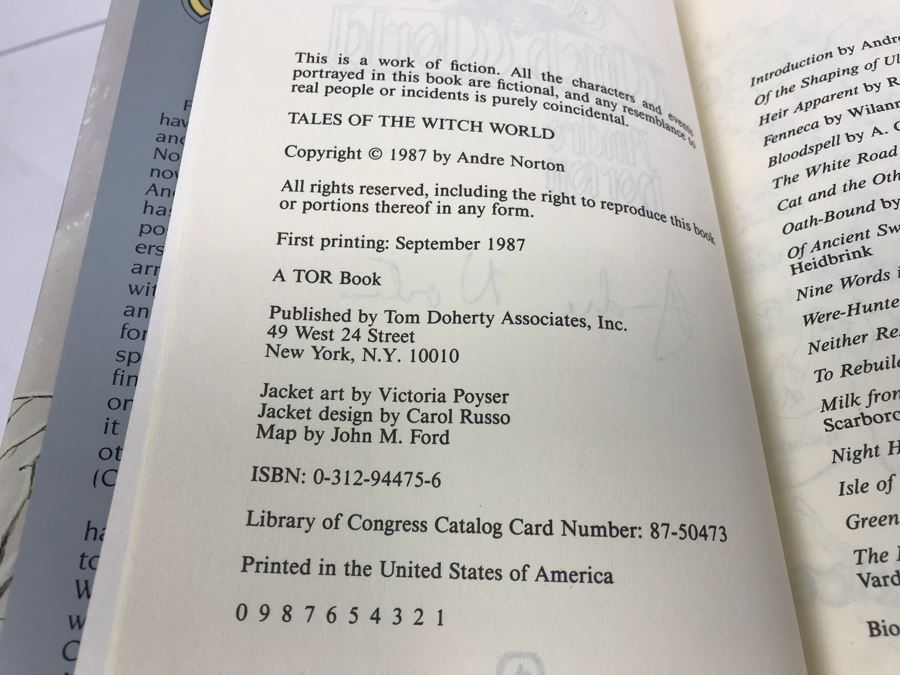 This is a work of fiction. All the characters and events
portrayed in this book are fictional, and any resemblance to
real people or incidents is purely coincidental.
TALES OF THE WITCH WORLD
Copyright © 1987 by Andre Norton
All rights reserved, including the right to reproduce this book
or portions thereof in any form.
First printing: September 1987
A TOR Book
Published by Tom Doherty Associates, Inc.
49 West 24 Street
New York, N.Y. 10010
Jacket art by Victoria Poyser
Jacket design by Carol Russo
Map by John M. Ford
ISBN: 0-312-94475-6
Library of Congress Catalog Card Number: 87-50473
Printed in the United States of America
0 9 8 7 6 5 4 3 2 1
Introduction by Andre
Of the Shaping of
Heir Apparent by
Fenneca by
Bloodspell by A.
The White Road
Cat and the
Oath-Bound by
Of Ancient
Heidbrink
Nine Words
Were-
Neither
To
Milk from
Night
Isle of
Green
The